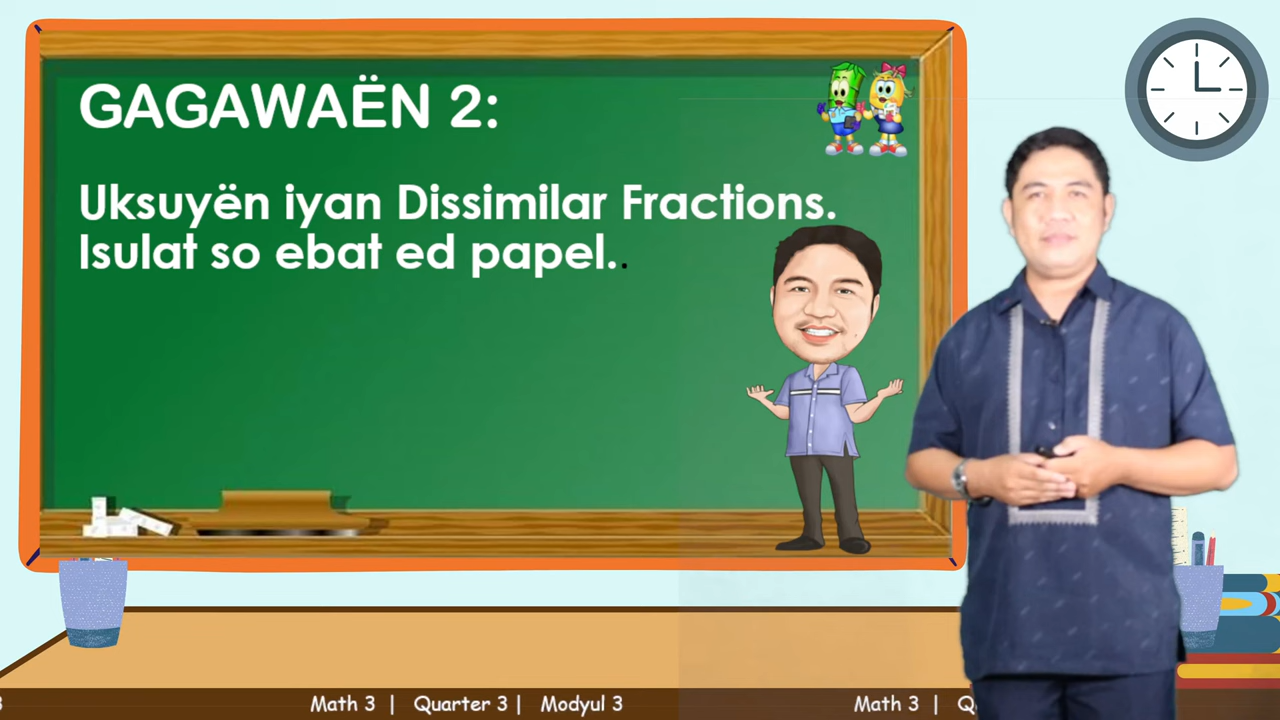 GAGAWAËN 2:
Uksuyën iyan Dissimilar Fractions.
Isulat so ebat ed papel..
3
Math 3 | Quarter 3 | Modyul 3
Math 3 | Q